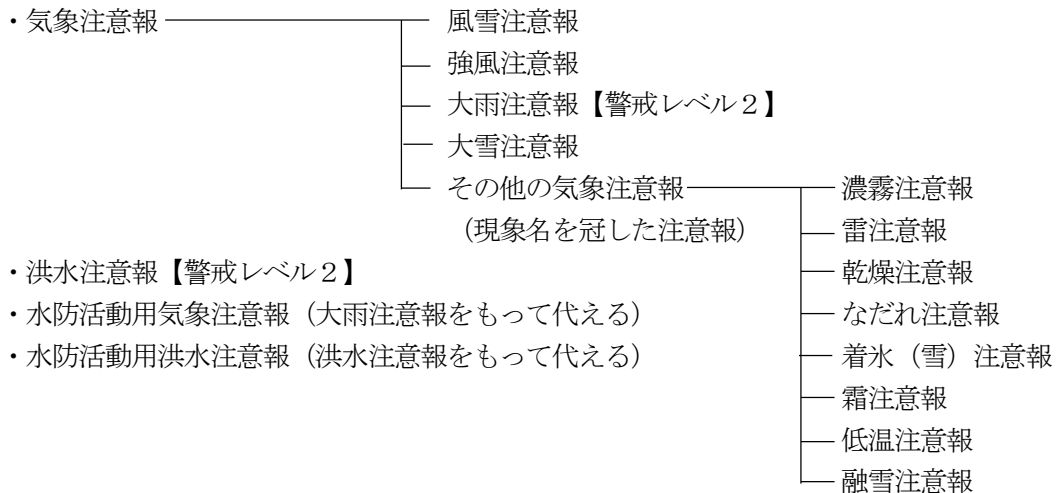 ・気象注意報
風雪注意報
強風注意報
大雨注意報【警戒レベル２】
大雪注意報
その他の気象注意報
（現象名を冠した注意報）
濃霧注意報
雷注意報
乾燥注意報
なだれ注意報
着氷（雪）注意報
霜注意報
低温注意報
融雪注意報
・洪水注意報【警戒レベル２】
・水防活動用気象注意報（大雨注意報をもって代える）
・水防活動用洪水注意報（洪水注意報をもって代える）